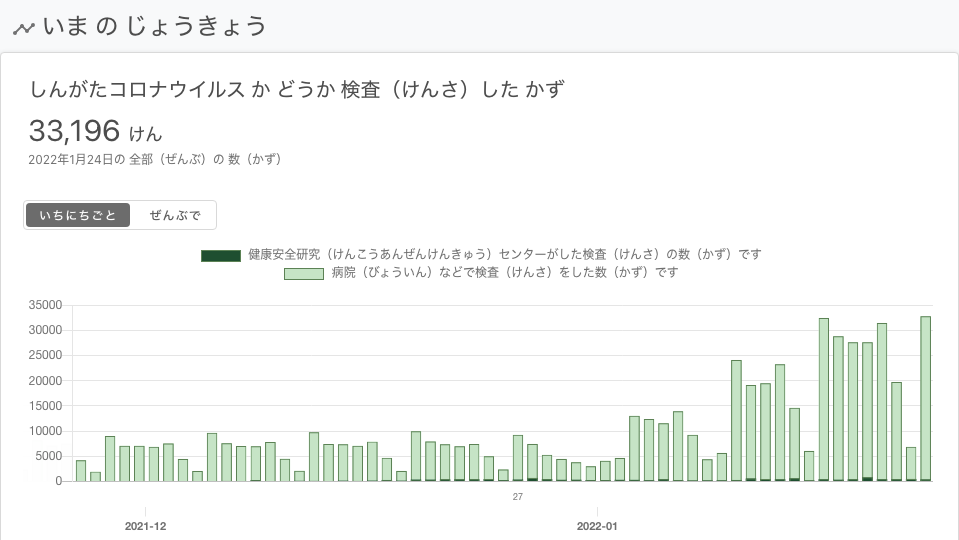 いま の じょうきょう
しんがたコロナウイルス か どうか 検査（けんさ）した かず
33,196 けん
2022年1月24日の 全部（ぜんぶ）の 数（かず）
いちにちごと ぜんぶで
健康安全研究（けんこうあんぜんけんきゅう）センターがした検査（けんさ）の数（かず）です
病院（びょういん）などで検査（けんさ）をした数（かず）です
35000
30000
25000
20000
15000
10000
5000
0
27
2021-12 2022-01